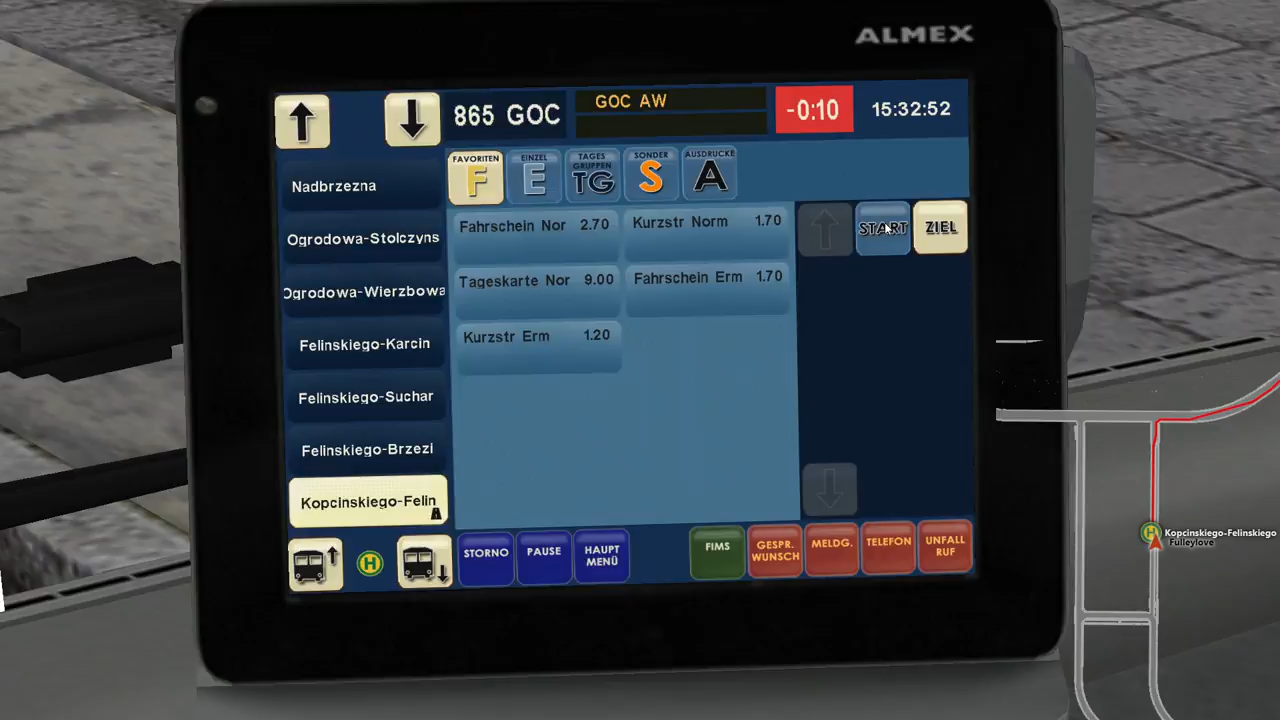 ALMEX
865 GOC
GOC AW
-0:10
15:32:52
Nadbrzezna
Ogrodowa-Stolczyns
Ogrodowa-Wierzbowa
Felinskiego-Karcin
Felinskiego-Suchar
Felinskiego-Brzezi
Kopcinskiego-Felin
FAVORITEN
F
EINZEL
E
TAGES
GRUPPEN
TG
SONDER
S
AUSDRUCKE
A
Fahrschein Nor 2.70
Kurzstr Norm 1.70
Tageskarte Nor 9.00
Fahrschein Erm 1.70
Kurzstr Erm 1.20
START
ZIEL
H
STORNO
PAUSE
HAUPT
MENÜ
FIMS
GESPR.
WUNSCH
MELDG.
TELEFON
UNFALL
RUF
H
Kopcinskiego-Felinskiego
Fulleylove